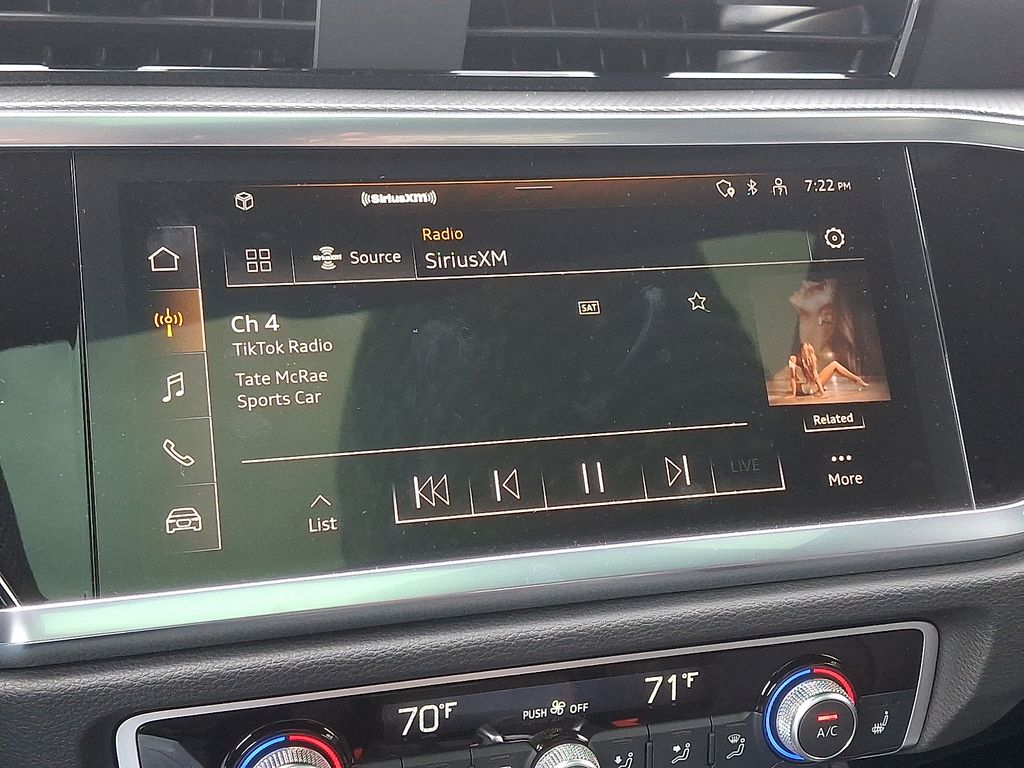 SiriusXM
7:22 PM
Radio
SiriusXM
Source
SiriusXM
SAT
Ch 4
TikTok Radio
Tate McRae
Sports Car
Related
LIVE
List
More
70°F
PUSH OFF
71°F
A/C